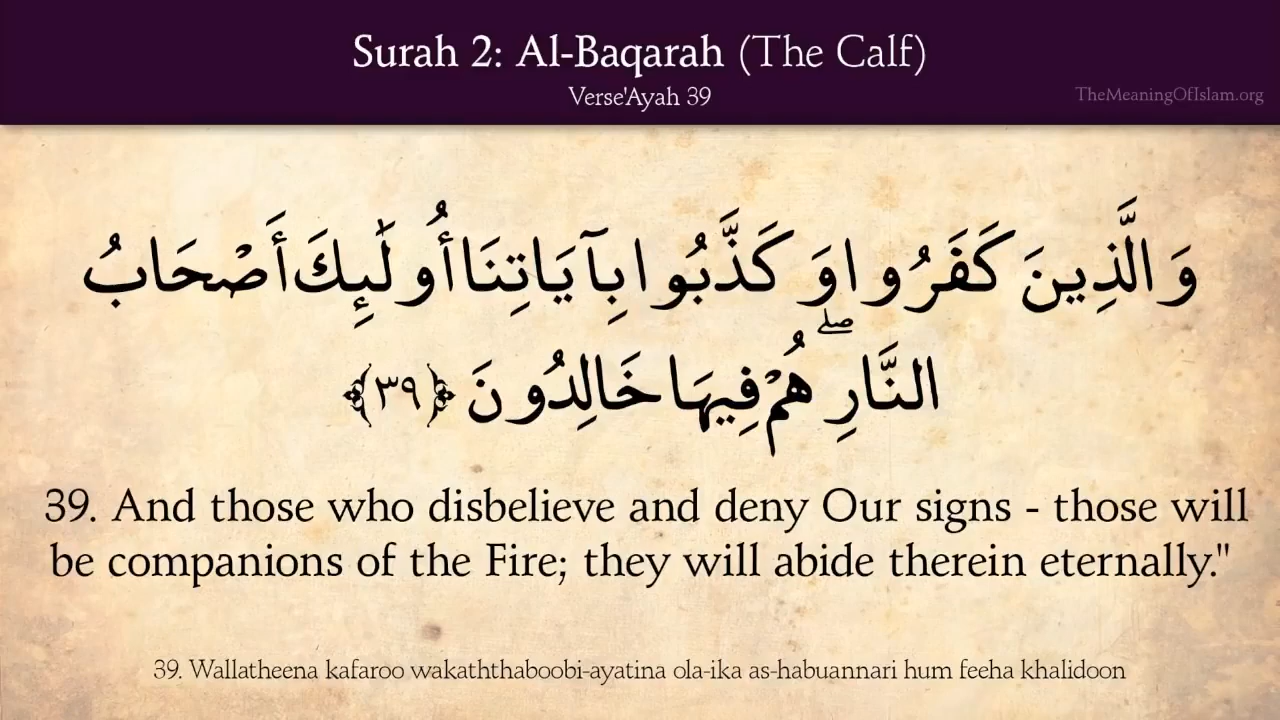 Surah 2: Al-Baqarah (The Calf)
Verse'Ayah 39
TheMeaningOfIslam.org
وَالَّذِينَ كَفَرُوا وَكَذَّبُوا بِآيَاتِنَا أُولَٰئِكَ أَصْحَابُ
النَّارِ ۖ هُمْ فِيهَا خَالِدُونَ ﴿٣٩﴾
39. And those who disbelieve and deny Our signs - those will
be companions of the Fire; they will abide therein eternally."
39. Wallatheena kafaroo wakaththaboobi-ayatina ola-ika as-habuannari hum feeha khalidoon